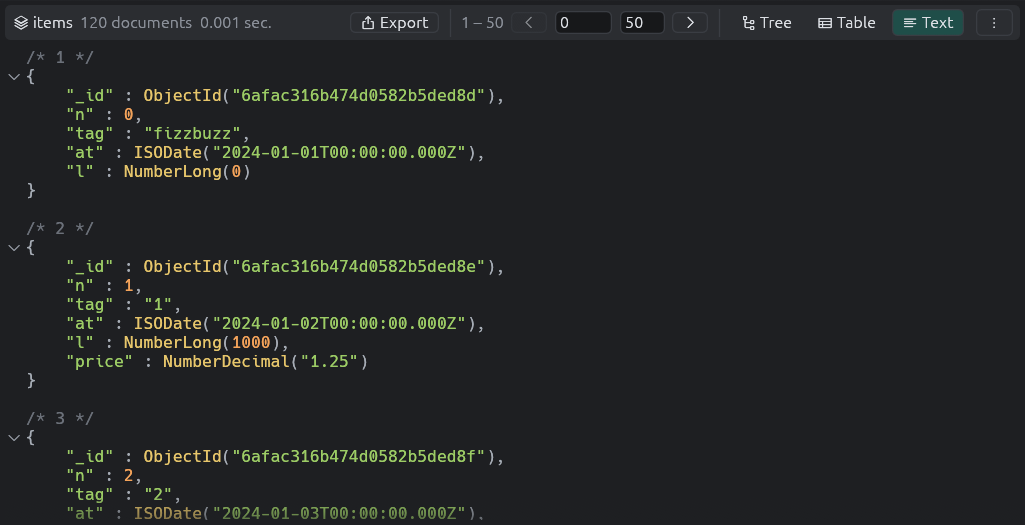 items 120 documents 0.001 sec. Export 1 – 50 0 50 Tree Table Text
/* 1 */
{
"_id" : ObjectId("6afac316b474d0582b5ded8d"),
"n" : 0,
"tag" : "fizzbuzz",
"at" : ISODate("2024-01-01T00:00:00.000Z"),
"l" : NumberLong(0)
}
/* 2 */
{
"_id" : ObjectId("6afac316b474d0582b5ded8e"),
"n" : 1,
"tag" : "1",
"at" : ISODate("2024-01-02T00:00:00.000Z"),
"l" : NumberLong(1000),
"price" : NumberDecimal("1.25")
}
/* 3 */
{
"_id" : ObjectId("6afac316b474d0582b5ded8f"),
"n" : 2,
"tag" : "2",
"at" : ISODate("2024-01-03T00:00:00.000Z"),